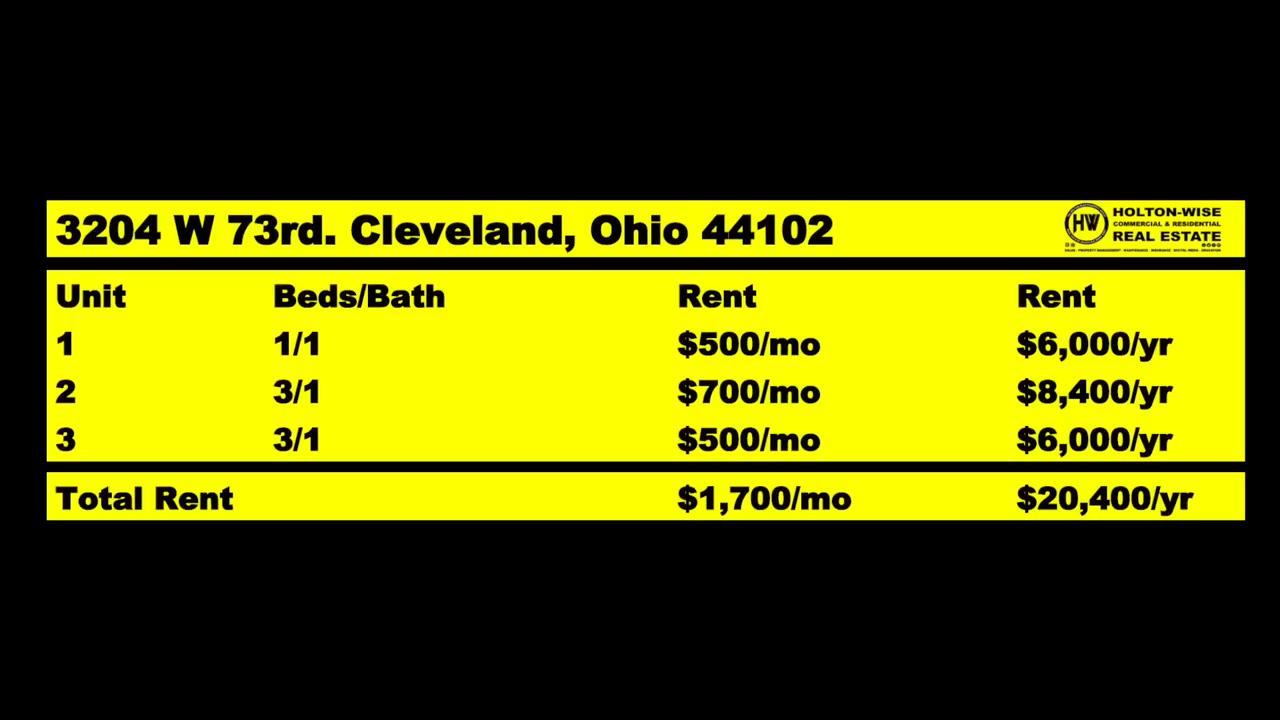 3204 W 73rd. Cleveland, Ohio 44102
HW
HOLTON-WISE
COMMERCIAL & RESIDENTIAL
REAL ESTATE
Unit Beds/Bath Rent Rent
1 1/1 $500/mo $6,000/yr
2 3/1 $700/mo $8,400/yr
3 3/1 $500/mo $6,000/yr
Total Rent $1,700/mo $20,400/yr